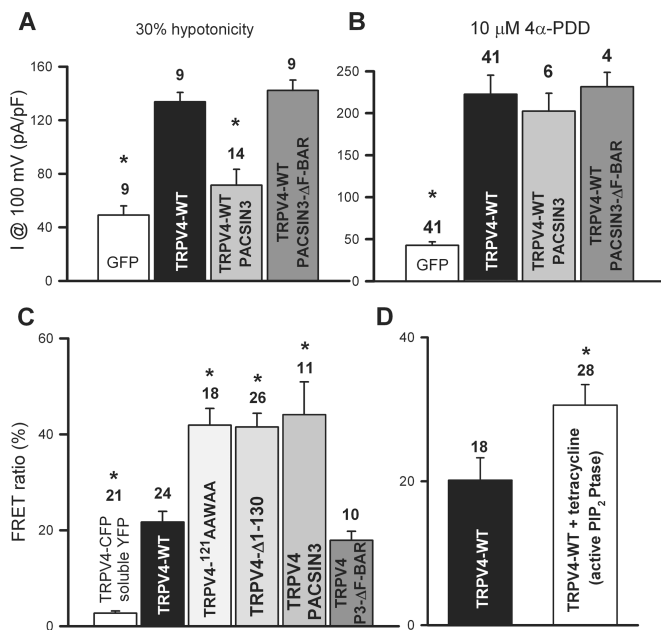 A
30% hypotonicity
I @ 100 mV (pA/pF)
160
120
80
40
0
*
9
GFP
9
TRPV4-WT
*
14
TRPV4-WT
PACSIN3
9
TRPV4-WT
PACSIN3-ΔF-BAR
B
10 μM 4α-PDD
250
200
150
100
50
0
*
41
GFP
41
TRPV4-WT
6
TRPV4-WT
PACSIN3
4
TRPV4-WT
PACSIN3-ΔF-BAR
C
FRET ratio (%)
60
40
20
0
*
21
TRPV4-CFP
soluble YFP
24
TRPV4-WT
*
18
TRPV4-¹²¹AAWAA
*
26
TRPV4-Δ1-130
*
11
TRPV4
PACSIN3
10
TRPV4
P3-ΔF-BAR
D
40
20
0
18
TRPV4-WT
*
28
TRPV4-WT + tetracycline
(active PIP₂ Ptase)